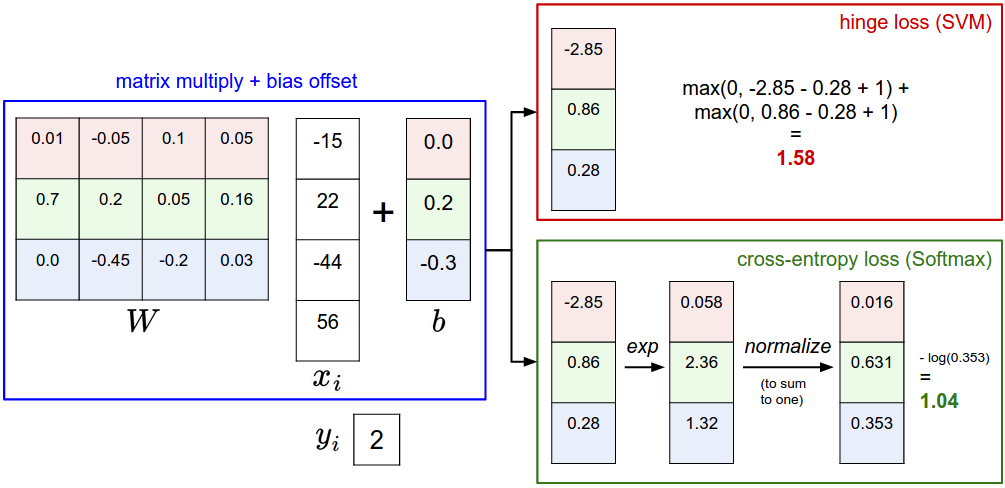 matrix multiply + bias offset
0.01 -0.05 0.1 0.05
0.7 0.2 0.05 0.16
0.0 -0.45 -0.2 0.03
W
-15
22
-44
56
x_i
+
0.0
0.2
-0.3
b
y_i 2
hinge loss (SVM)
-2.85
0.86
0.28
max(0, -2.85 - 0.28 + 1) +
max(0, 0.86 - 0.28 + 1)
=
1.58
cross-entropy loss (Softmax)
-2.85
0.86
0.28
exp
0.058
2.36
1.32
normalize
(to sum
to one)
0.016
0.631
0.353
- log(0.353)
=
1.04